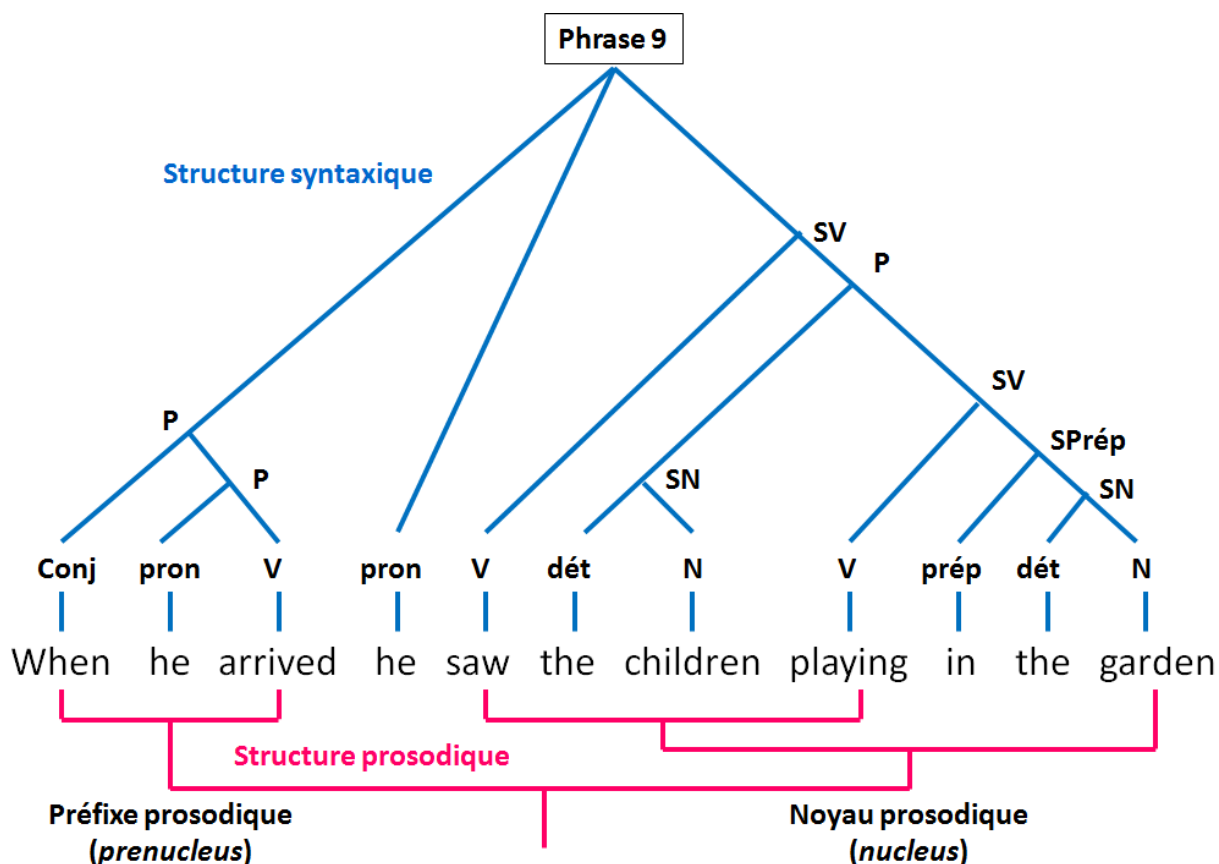 Phrase 9
Structure syntaxique
SV
P
SV
P
SPrép
P
SN
SN
Conj pron V pron V dét N V prép dét N
When he arrived he saw the children playing in the garden
Structure prosodique
Préfixe prosodique
(prenucleus)
Noyau prosodique
(nucleus)